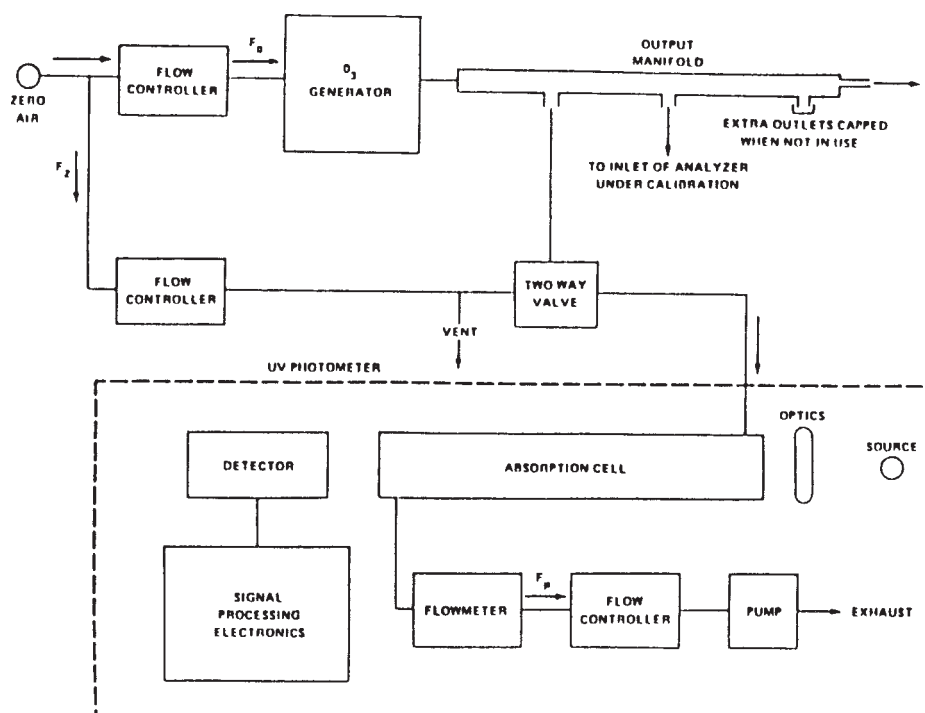 ZERO
AIR
FLOW
CONTROLLER
F0
O3
GENERATOR
OUTPUT
MANIFOLD
EXTRA OUTLETS CAPPED
WHEN NOT IN USE
TO INLET OF ANALYZER
UNDER CALIBRATION
FZ
FLOW
CONTROLLER
TWO WAY
VALVE
VENT
UV PHOTOMETER
OPTICS
SOURCE
DETECTOR
ABSORPTION CELL
SIGNAL
PROCESSING
ELECTRONICS
FLOWMETER
Fp
FLOW
CONTROLLER
PUMP
EXHAUST